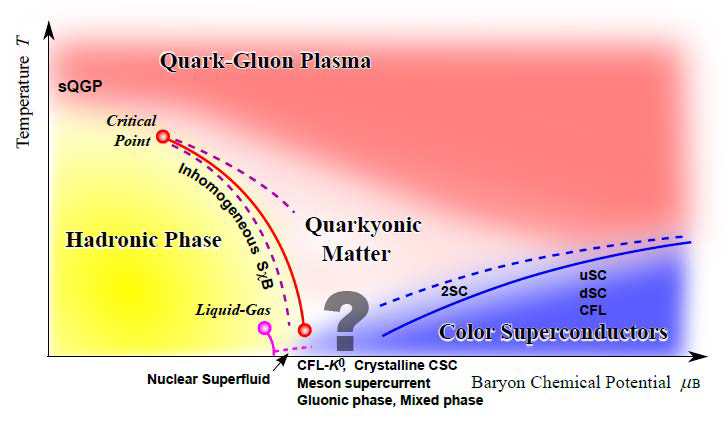 Temperature T
Quark-Gluon Plasma
sQGP
Critical
Point
Inhomogeneous SχB
Hadronic Phase
Quarkyonic
Matter
Liquid-Gas
?
2SC
uSC
dSC
CFL
Color Superconductors
Nuclear Superfluid
CFL-K⁰, Crystalline CSC
Meson supercurrent
Gluonic phase, Mixed phase
Baryon Chemical Potential μB